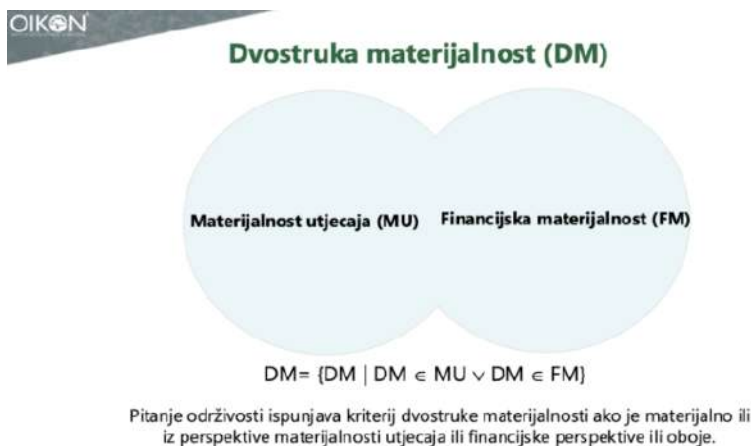 OIKON
Dvostruka materijalnost (DM)
Materijalnost utjecaja (MU) Financijska materijalnost (FM)
DM= {DM | DM ∈ MU ∨ DM ∈ FM}
Pitanje održivosti ispunjava kriterij dvostruke materijalnosti ako je materijalno ili
iz perspektive materijalnosti utjecaja ili financijske perspektive ili oboje.